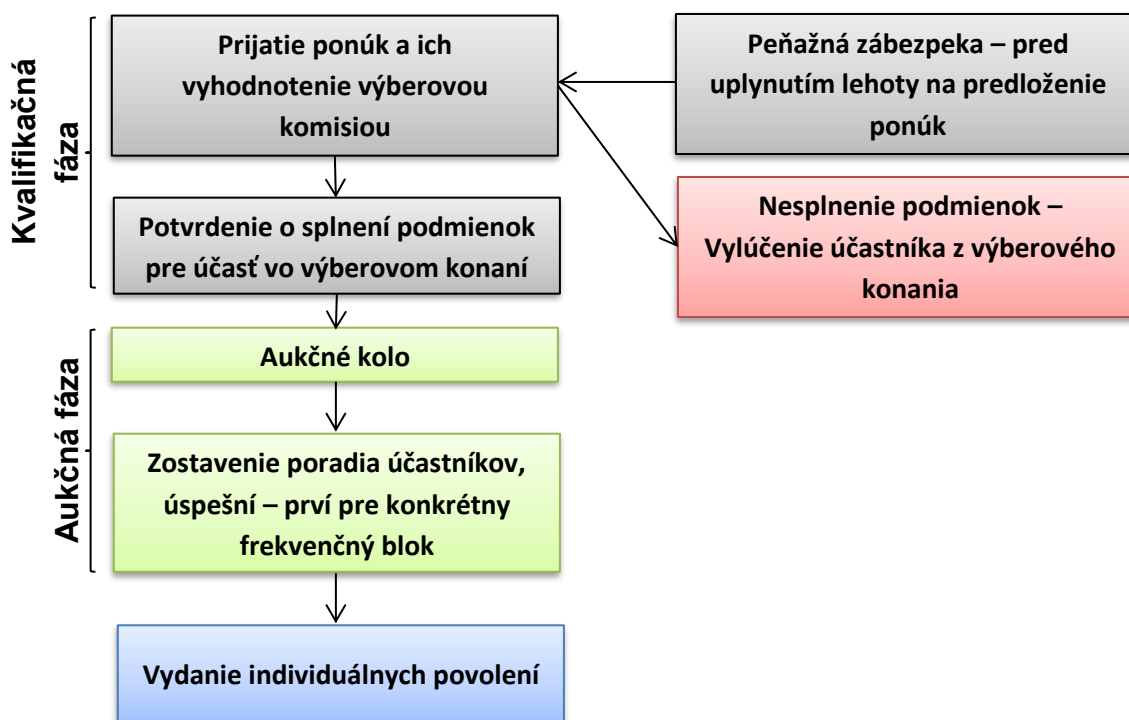 Kvalifikačná
fáza
Prijatie ponúk a ich
vyhodnotenie výberovou
komisiou
Peňažná zábezpeka – pred
uplynutím lehoty na predloženie
ponúk
Nesplnenie podmienok –
Vylúčenie účastníka z výberového
konania
Potvrdenie o splnení podmienok
pre účasť vo výberovom konaní
Aukčná fáza
Aukčné kolo
Zostavenie poradia účastníkov,
úspešní – prví pre konkrétny
frekvenčný blok
Vydanie individuálnych povolení